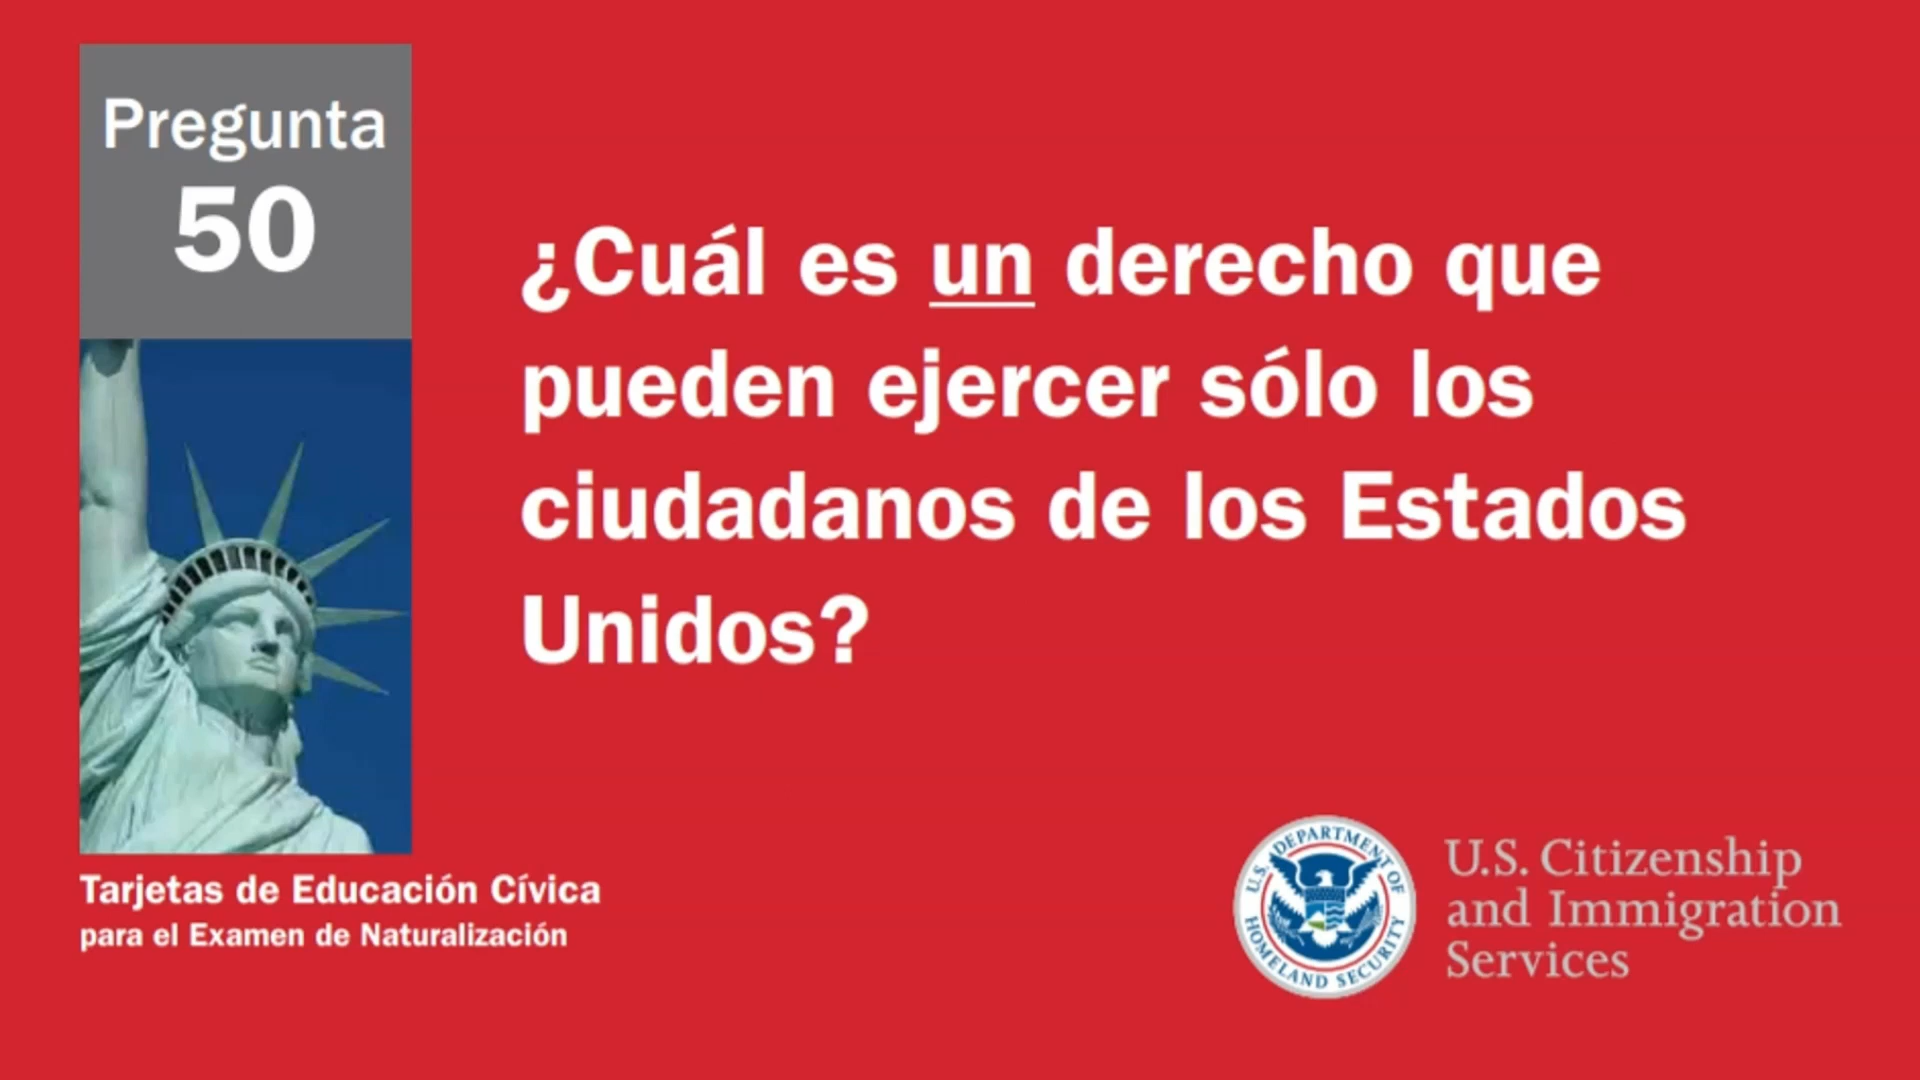 Pregunta
50
¿Cuál es un derecho que
pueden ejercer sólo los
ciudadanos de los Estados
Unidos?
Tarjetas de Educación Cívica
para el Examen de Naturalización
U.S. DEPARTMENT OF
HOMELAND SECURITY
U.S. Citizenship
and Immigration
Services